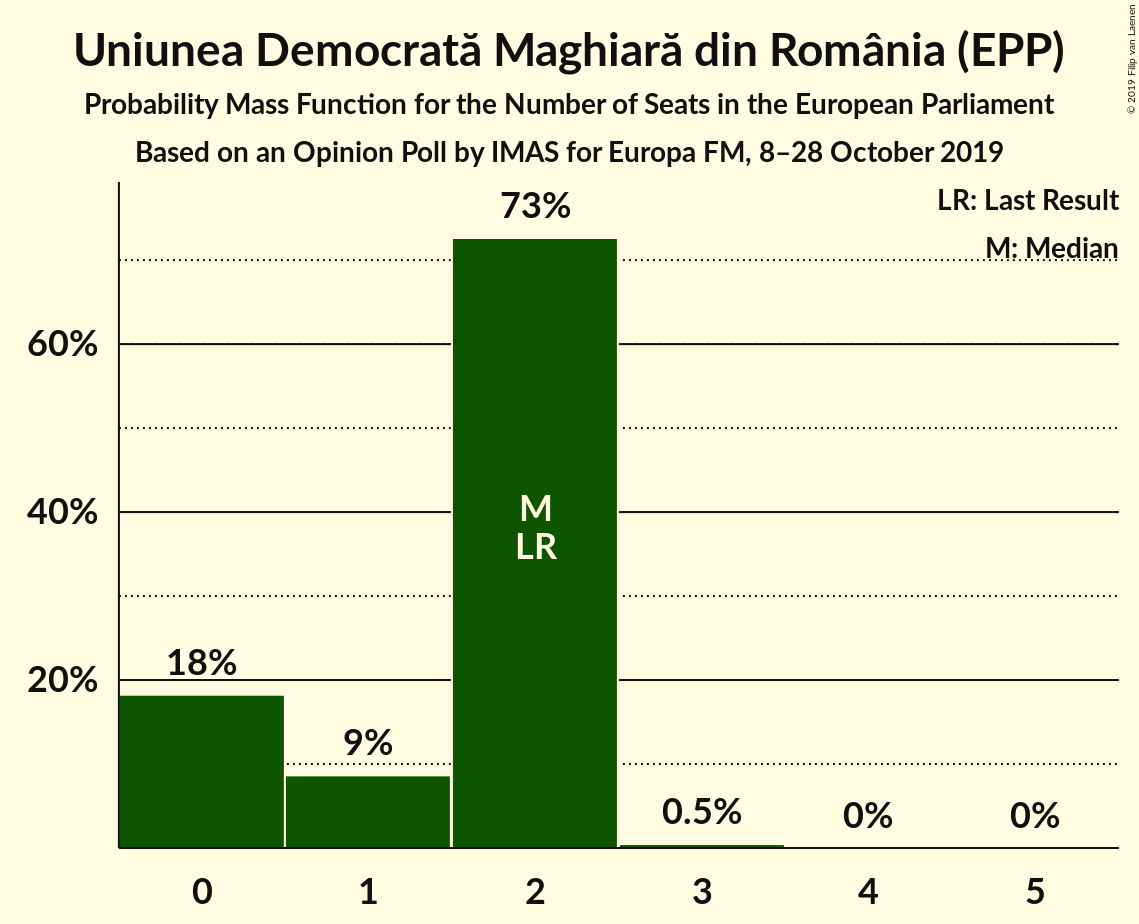 Uniunea Democrată Maghiară din România (EPP)
Probability Mass Function for the Number of Seats in the European Parliament
Based on an Opinion Poll by IMAS for Europa FM, 8–28 October 2019
© 2019 Filip van Laenen
LR: Last Result
M: Median
73%
60%
40%
M
LR
20%
18%
9%
0.5%
0%
0%
0
1
2
3
4
5